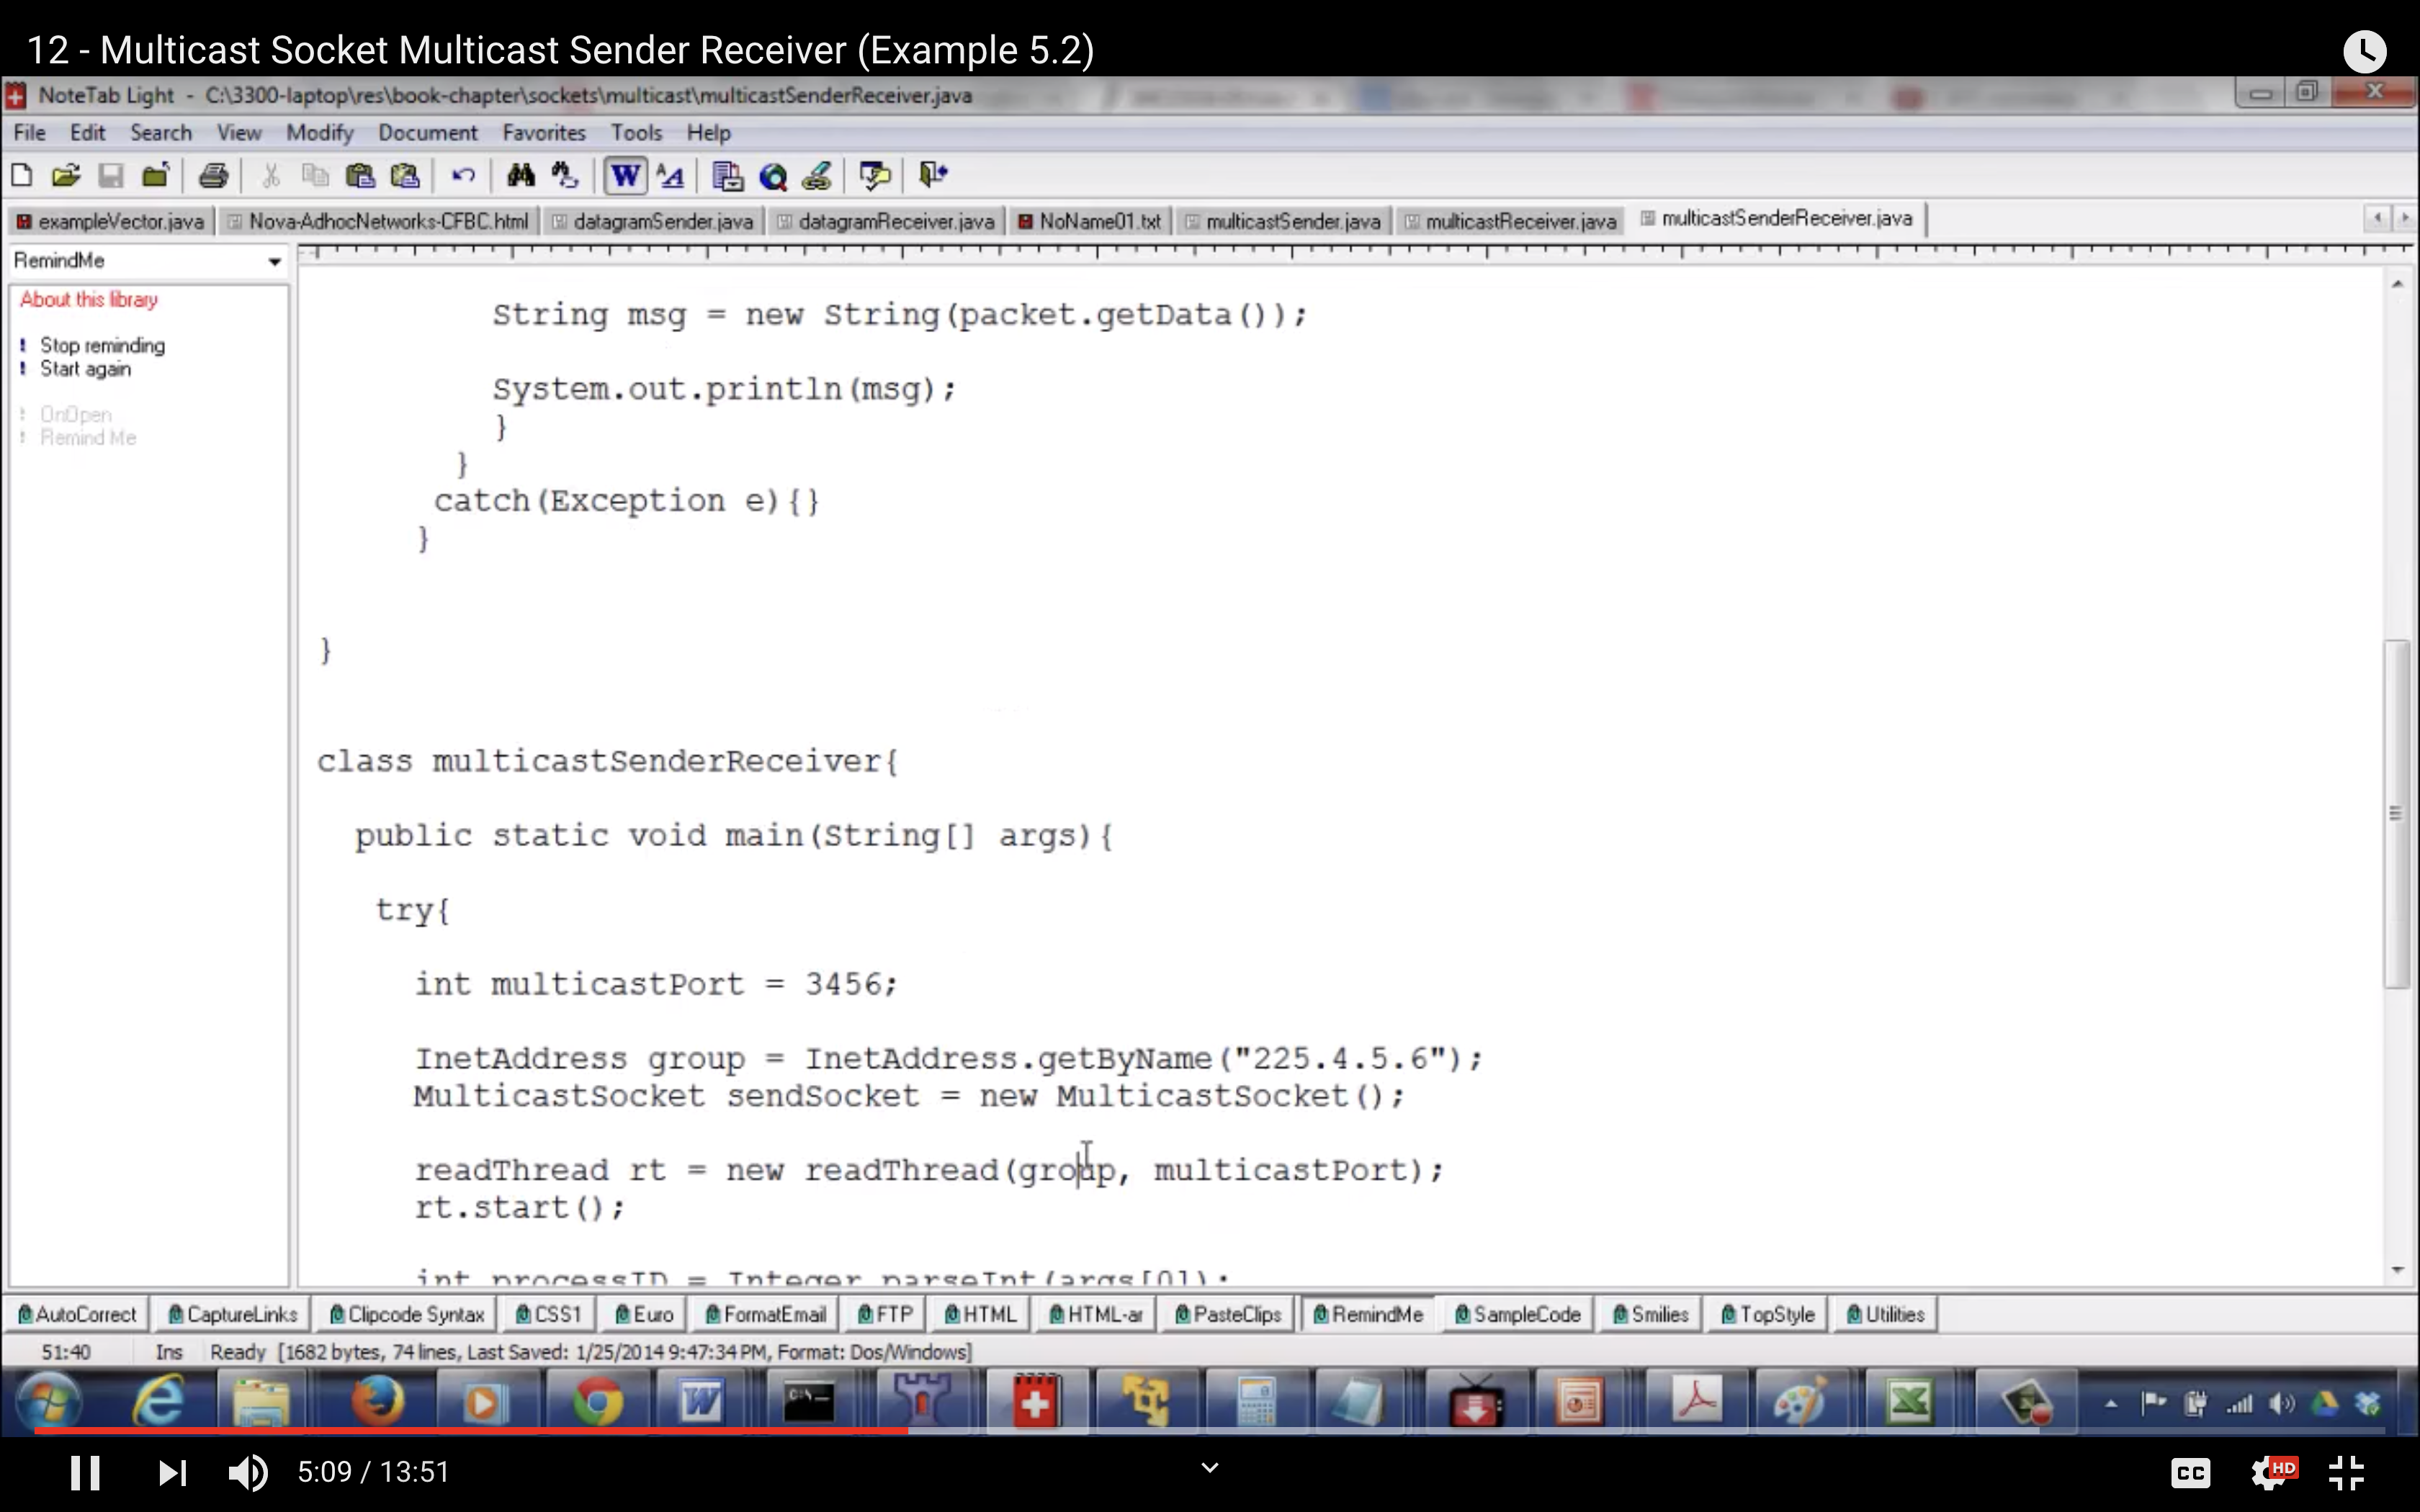 12 - Multicast Socket Multicast Sender Receiver (Example 5.2)
NoteTab Light - C:\3300-laptop\res\book-chapter\sockets\multicast\multicastSenderReceiver.java
File Edit Search View Modify Document Favorites Tools Help
exampleVector.java Nova-AdhocNetworks-CFBC.html datagramSender.java datagramReceiver.java NoName01.txt multicastSender.java multicastReceiver.java multicastSenderReceiver.java
RemindMe
About this library
Stop reminding
Start again
OnOpen
Remind Me
String msg = new String(packet.getData());
System.out.println(msg);
}
}
catch(Exception e){}
}
}
class multicastSenderReceiver{
public static void main(String[] args){
try{
int multicastPort = 3456;
InetAddress group = InetAddress.getByName("225.4.5.6");
MulticastSocket sendSocket = new MulticastSocket();
readThread rt = new readThread(group, multicastPort);
rt.start();
int processID = Integer.parseInt(args[0]);
AutoCorrect CaptureLinks Clipcode Syntax CSS1 Euro FormatEmail FTP HTML HTML-ar PasteClips RemindMe SampleCode Smilies TopStyle Utilities
51:40 Ins Ready [1682 bytes, 74 lines, Last Saved: 1/25/2014 9:47:34 PM, Format: Dos/Windows]
5:09 / 13:51
CC
HD